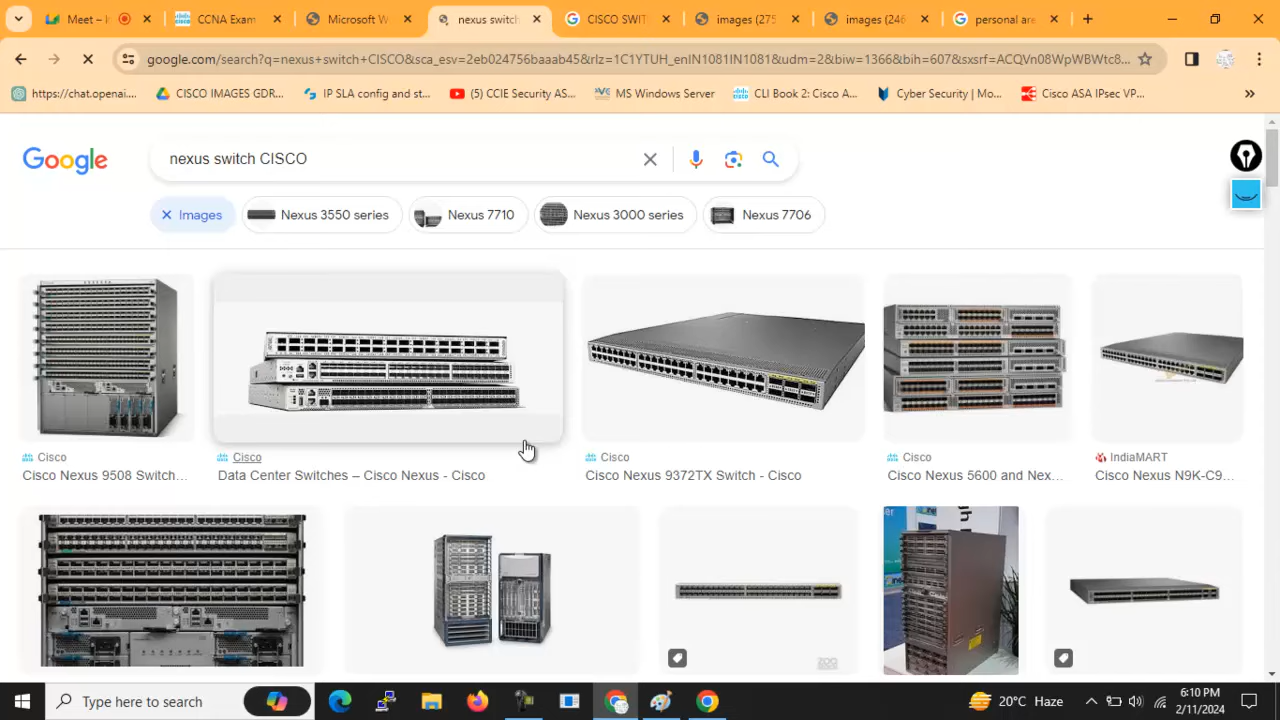 Meet – I
CCNA Exam
Microsoft W
nexus switch
CISCO SWIT
images (275
images (246
personal are
google.com/search?q=nexus+switch+CISCO&sca_esv=2eb024756baaab45&rlz=1C1YTUH_enIN1081IN1081&udm=2&biw=1366&bih=607&sxsrf=ACQVn08WpWBWtc8...
https://chat.openai....
CISCO IMAGES GDR...
IP SLA config and st...
(5) CCIE Security AS...
MS Windows Server
CLI Book 2: Cisco A...
Cyber Security | Mo...
Cisco ASA IPsec VP...
Google
nexus switch CISCO
Images
Nexus 3550 series
Nexus 7710
Nexus 3000 series
Nexus 7706
Cisco
Cisco Nexus 9508 Switch...
Cisco
Data Center Switches – Cisco Nexus - Cisco
Cisco
Cisco Nexus 9372TX Switch - Cisco
Cisco
Cisco Nexus 5600 and Nex...
IndiaMART
Cisco Nexus N9K-C9...
Type here to search
20°C Haze
6:10 PM
2/11/2024